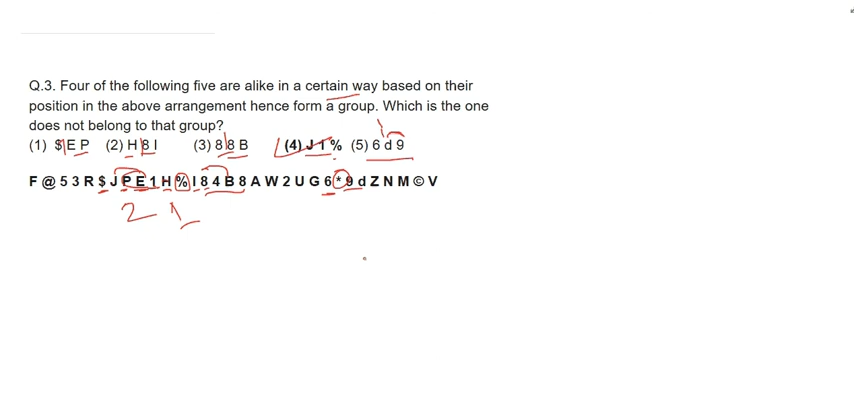 Q.3. Four of the following five are alike in a certain way based on their
position in the above arrangement hence form a group. Which is the one
does not belong to that group?
(1) $ E P (2) H 8 I (3) 8 8 B (4) J 1 % (5) 6 d 9
F @ 5 3 R $ J P E 1 H % I 8 4 B 8 A W 2 U G 6 * 9 d Z N M © V
2 1